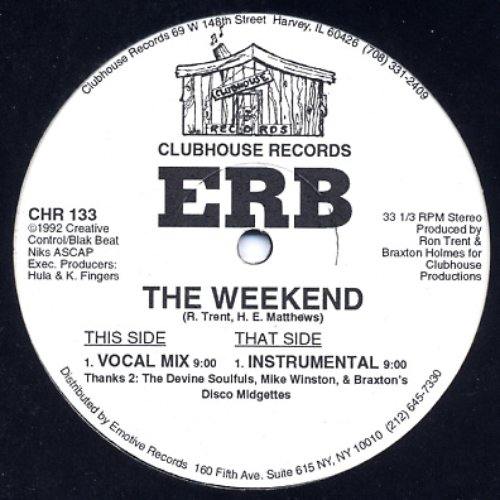 Clubhouse Records 69 W 148th Street Harvey, IL 60426 (708) 331-2409
CLUBHOUSE
RECORDS
CLUBHOUSE RECORDS
ERB
CHR 133
©1992 Creative
Control/Blak Beat
Niks ASCAP
Exec. Producers:
Hula & K. Fingers
33 1/3 RPM Stereo
Produced by
Ron Trent &
Braxton Holmes for
Clubhouse
Productions
THE WEEKEND
(R. Trent, H. E. Matthews)
THIS SIDE
1. VOCAL MIX 9:00
THAT SIDE
1. INSTRUMENTAL 9:00
Thanks 2: The Devine Soulfuls, Mike Winston, & Braxton's
Disco Midgettes
Distributed by Emotive Records 160 Fifth Ave. Suite 615 NY, NY 10010 (212) 645-7330